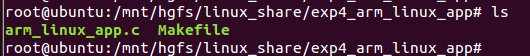 root@ubuntu:/mnt/hgfs/linux_share/exp4_arm_linux_app# ls
arm_linux_app.c  Makefile
root@ubuntu:/mnt/hgfs/linux_share/exp4_arm_linux_app#